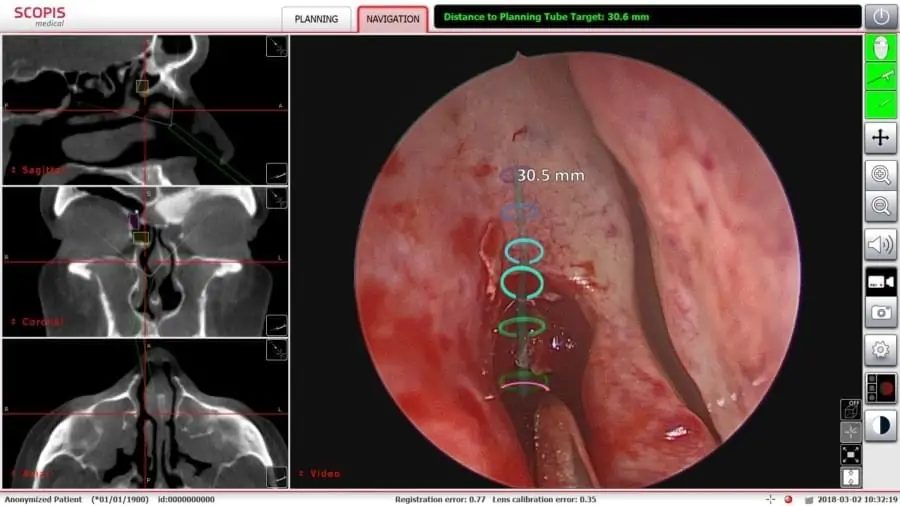 SCOPIS
medical
PLANNING
NAVIGATION
Distance to Planning Tube Target: 30.6 mm
P
A
Sagittal
S
R
L
Coronal
A
R
L
P
Axial
30.5 mm
Video
OFF
Anonymized Patient (*01/01/1900) id:0000000000
Registration error: 0.77 Lens calibration error: 0.35
2018-03-02 10:32:19